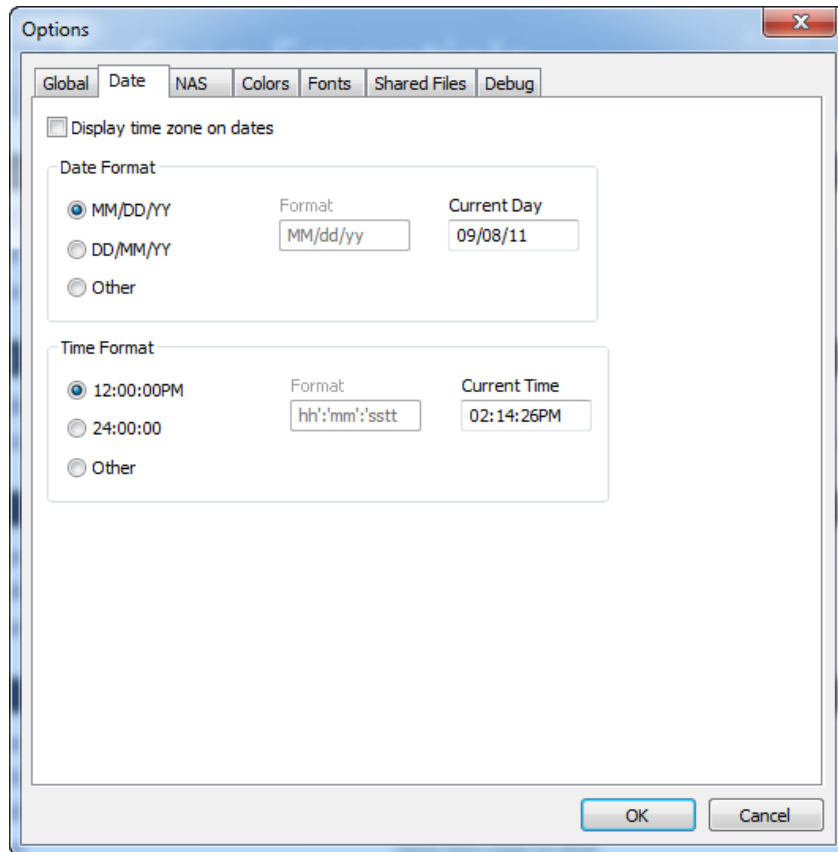 Options
X
Global Date NAS Colors Fonts Shared Files Debug
Display time zone on dates
Date Format
MM/DD/YY
Format
Current Day
MM/dd/yy
09/08/11
DD/MM/YY
Other
Time Format
12:00:00PM
Format
Current Time
hh':'mm':'sstt
02:14:26PM
24:00:00
Other
OK Cancel